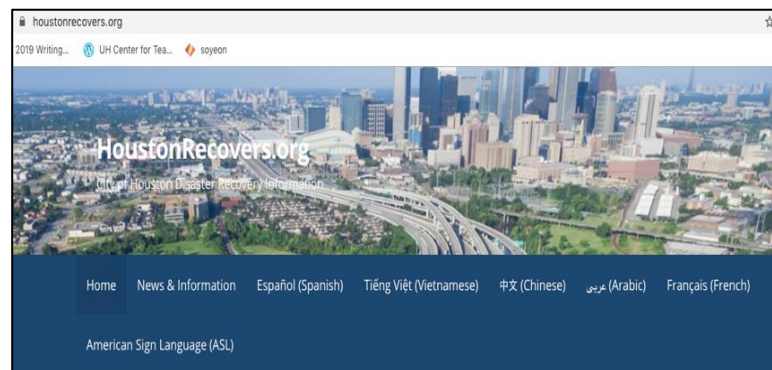 houstonrecovers.org
2019 Writing... UH Center for Tea... soyeon
HoustonRecovers.org
City of Houston Disaster Recovery Information
Home News & Information Español (Spanish) Tiếng Việt (Vietnamese) 中文 (Chinese) عربى (Arabic) Français (French)
American Sign Language (ASL)